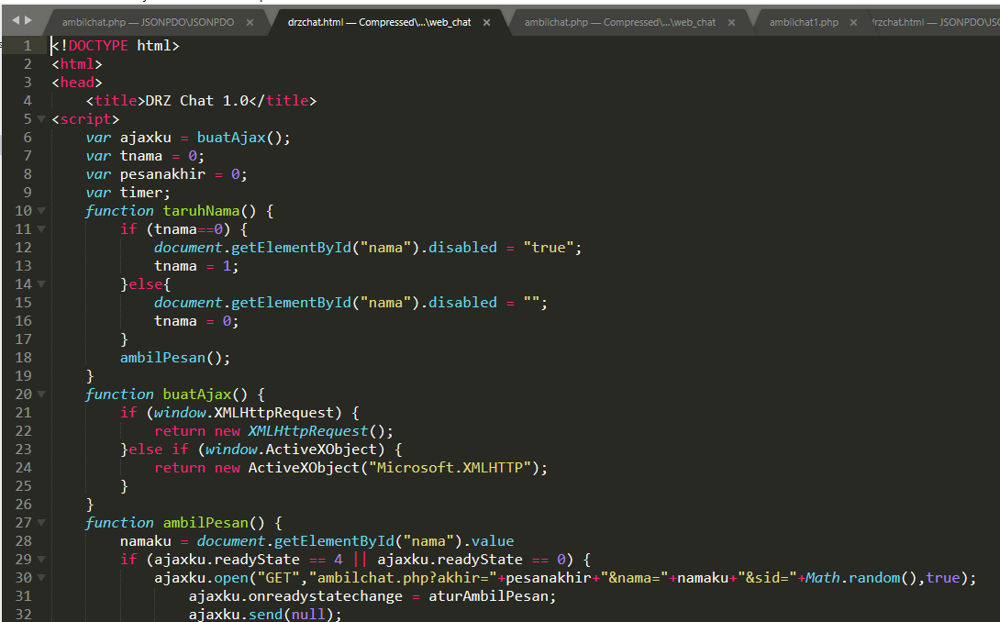 ambilchat.php — JSONPDO\JSONPDO × drzchat.html — Compressed\...\web_chat × ambilchat.php — Compressed\...\web_chat × ambilchat1.php × drzchat.html — JSONPDO\JSO
1 <!DOCTYPE html>
2 <html>
3 <head>
4 <title>DRZ Chat 1.0</title>
5 <script>
6 var ajaxku = buatAjax();
7 var tnama = 0;
8 var pesanakhir = 0;
9 var timer;
10 function taruhNama() {
11 if (tnama==0) {
12 document.getElementById("nama").disabled = "true";
13 tnama = 1;
14 }else{
15 document.getElementById("nama").disabled = "";
16 tnama = 0;
17 }
18 ambilPesan();
19 }
20 function buatAjax() {
21 if (window.XMLHttpRequest) {
22 return new XMLHttpRequest();
23 }else if (window.ActiveXObject) {
24 return new ActiveXObject("Microsoft.XMLHTTP");
25 }
26 }
27 function ambilPesan() {
28 namaku = document.getElementById("nama").value
29 if (ajaxku.readyState == 4 || ajaxku.readyState == 0) {
30 ajaxku.open("GET","ambilchat.php?akhir="+pesanakhir+"&nama="+namaku+"&sid="+Math.random(),true);
31 ajaxku.onreadystatechange = aturAmbilPesan;
32 ajaxku.send(null);